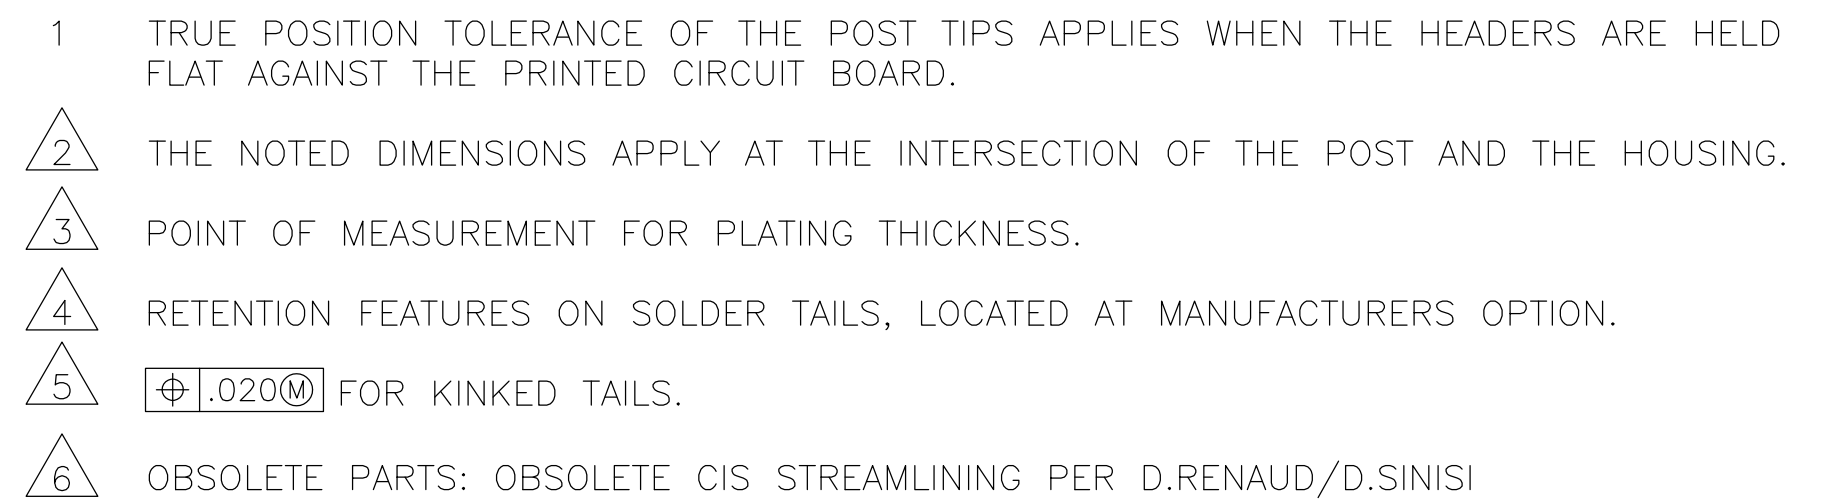 1 TRUE POSITION TOLERANCE OF THE POST TIPS APPLIES WHEN THE HEADERS ARE HELD
FLAT AGAINST THE PRINTED CIRCUIT BOARD.
2 THE NOTED DIMENSIONS APPLY AT THE INTERSECTION OF THE POST AND THE HOUSING.
3 POINT OF MEASUREMENT FOR PLATING THICKNESS.
4 RETENTION FEATURES ON SOLDER TAILS, LOCATED AT MANUFACTURERS OPTION.
5 ⌖ .020Ⓜ FOR KINKED TAILS.
6 OBSOLETE PARTS: OBSOLETE CIS STREAMLINING PER D.RENAUD/D.SINISI